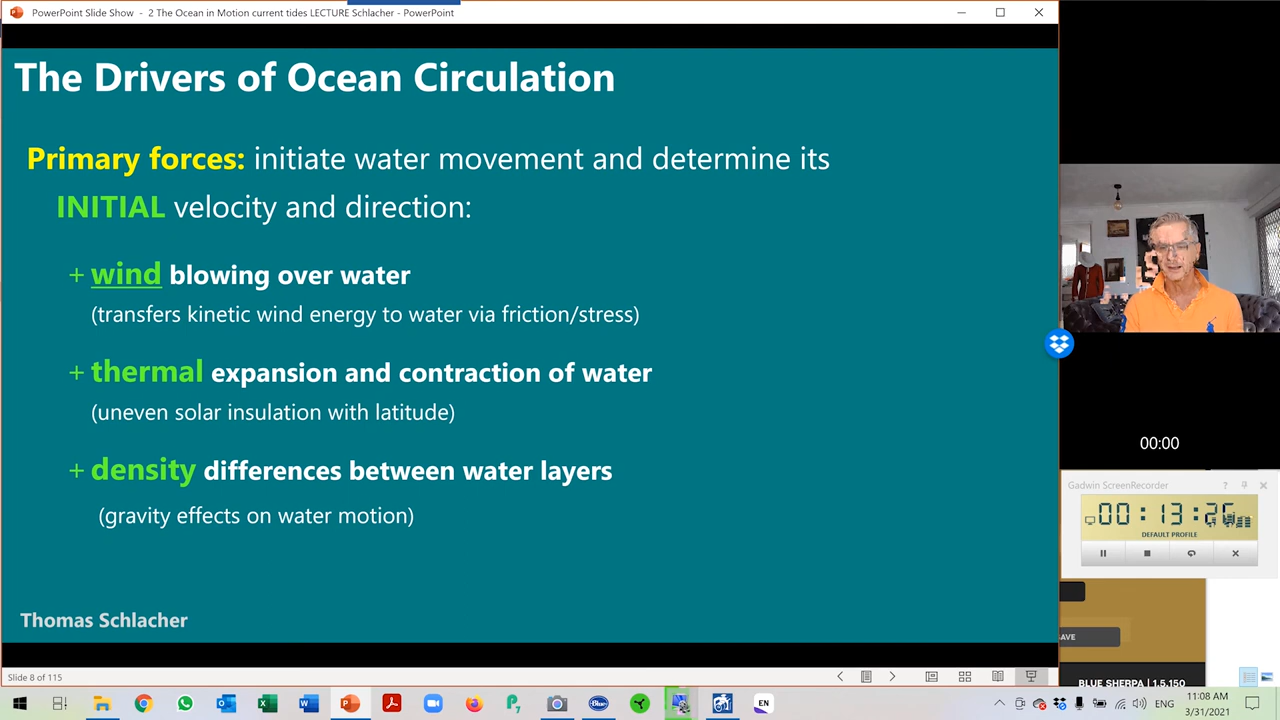 PowerPoint Slide Show - 2 The Ocean in Motion current tides LECTURE Schlacher - PowerPoint
The Drivers of Ocean Circulation
Primary forces: initiate water movement and determine its
INITIAL velocity and direction:
+ wind blowing over water
(transfers kinetic wind energy to water via friction/stress)
+ thermal expansion and contraction of water
(uneven solar insulation with latitude)
+ density differences between water layers
(gravity effects on water motion)
Thomas Schlacher
Slide 8 of 115
00:00
Gadwin ScreenRecorder
00:13:26
DEFAULT PROFILE
BLUE SHERPA | 1.5.150
EN
ENG
11:08 AM
3/31/2021